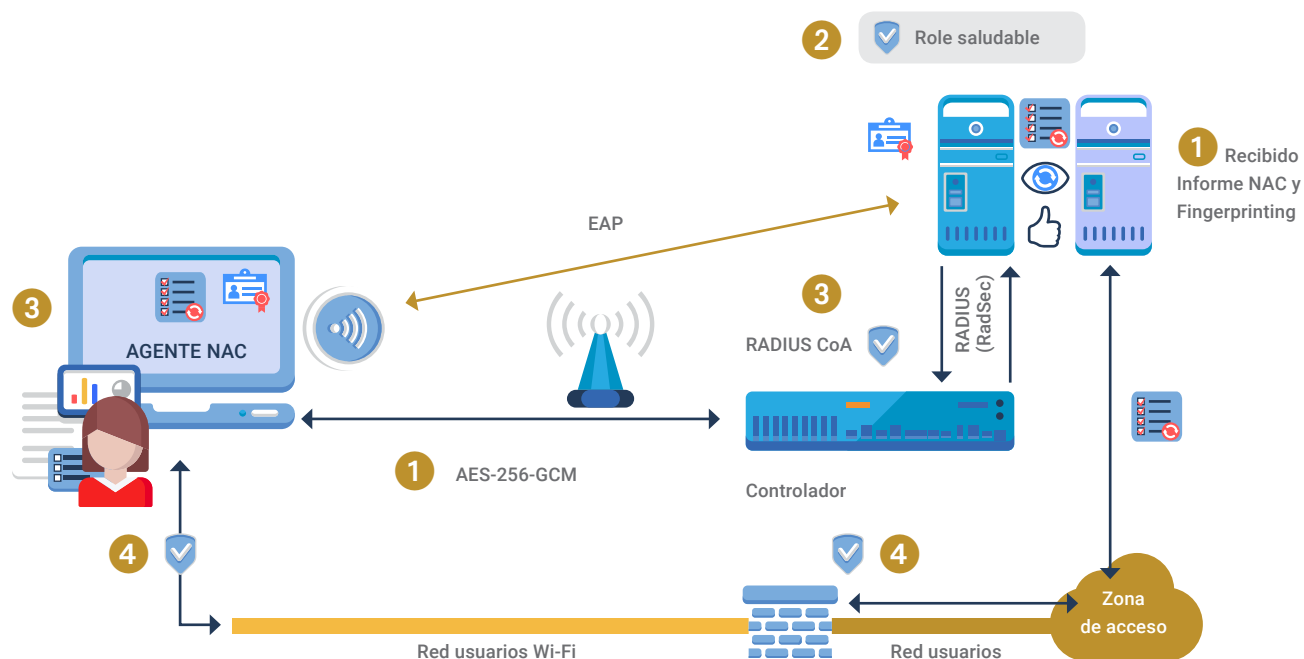 2
Role saludable
1 Recibido
Informe NAC y
Fingerprinting
EAP
3
AGENTE NAC
3
RADIUS CoA
RADIUS
(RadSec)
1
AES-256-GCM
Controlador
4
4
Zona
de acceso
Red usuarios Wi-Fi
Red usuarios